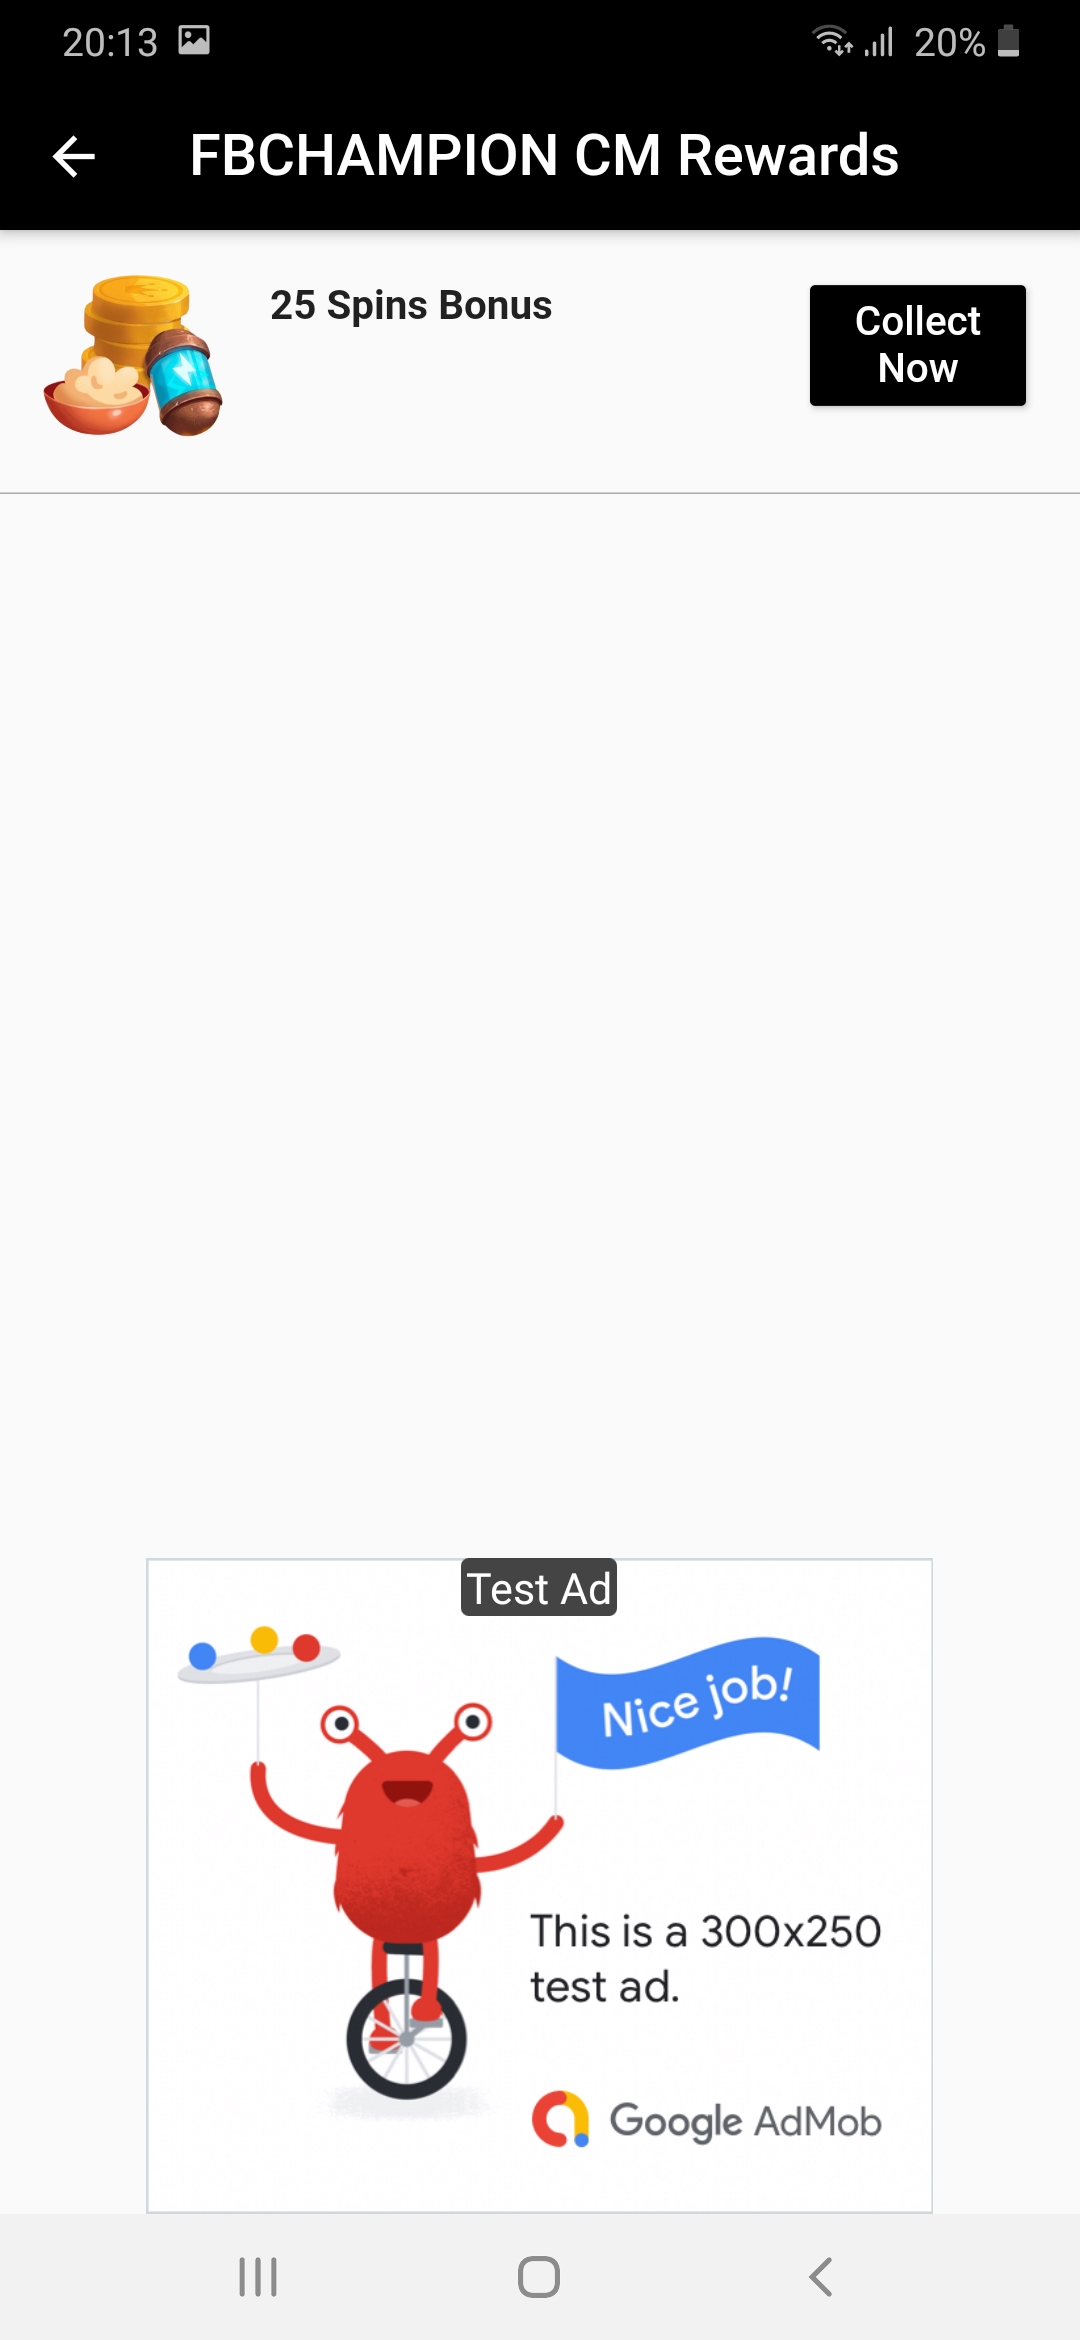 20:13
20%
FBCHAMPION CM Rewards
25 Spins Bonus
Collect
Now
Test Ad
Nice job!
This is a 300x250
test ad.
Google AdMob